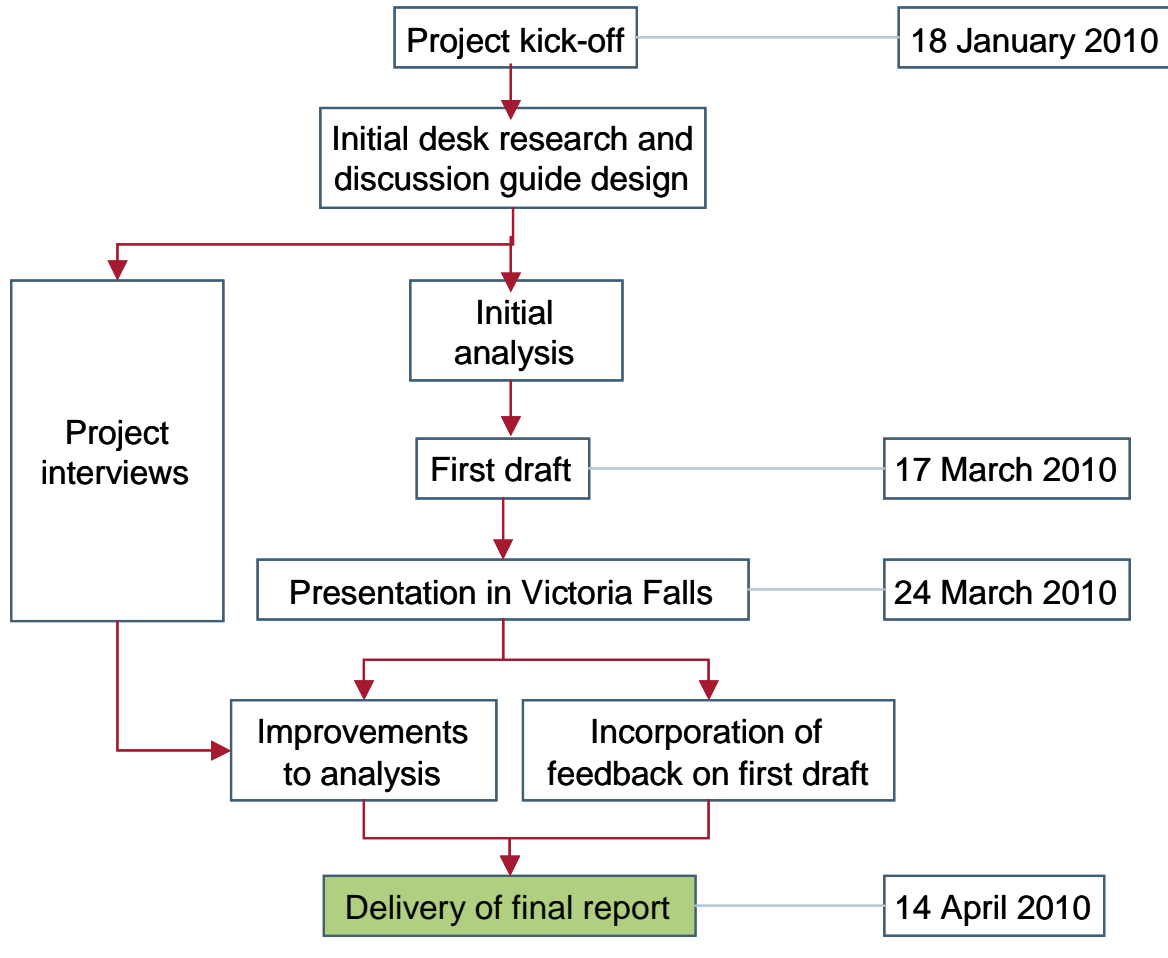 Project kick-off
18 January 2010
Initial desk research and
discussion guide design
Project
interviews
Initial
analysis
First draft
17 March 2010
Presentation in Victoria Falls
24 March 2010
Improvements
to analysis
Incorporation of
feedback on first draft
Delivery of final report
14 April 2010